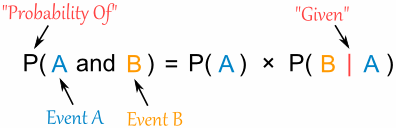 "Probability Of" "Given"
P( A and B ) = P( A ) × P( B | A )
Event A Event B